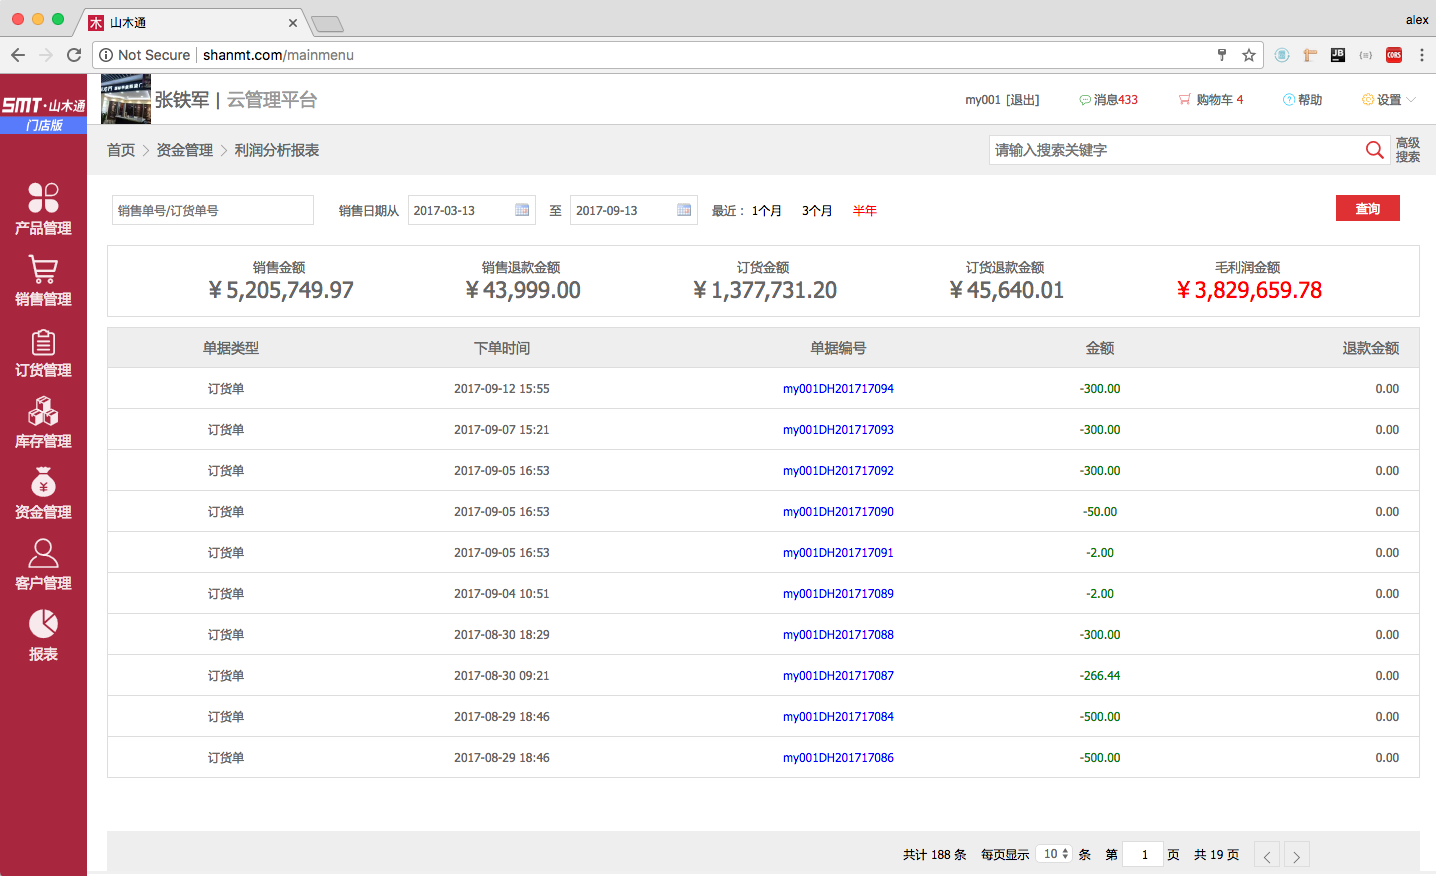 木 山木通
alex
Not Secure shanmt.com/mainmenu
JB
CORS
SMT·山木通
门店版
张铁军 | 云管理平台
my001 [退出] 消息433 购物车 4 帮助 设置
首页 > 资金管理 > 利润分析报表
请输入搜索关键字
高级
搜索
产品管理
销售管理
订货管理
库存管理
资金管理
客户管理
报表
销售单号/订货单号 销售日期从 2017-03-13 至 2017-09-13 最近： 1个月 3个月 半年 查询
销售金额 销售退款金额 订货金额 订货退款金额 毛利润金额
¥5,205,749.97 ¥43,999.00 ¥1,377,731.20 ¥45,640.01 ¥3,829,659.78
单据类型 下单时间 单据编号 金额 退款金额
订货单 2017-09-12 15:55 my001DH201717094 -300.00 0.00
订货单 2017-09-07 15:21 my001DH201717093 -300.00 0.00
订货单 2017-09-05 16:53 my001DH201717092 -300.00 0.00
订货单 2017-09-05 16:53 my001DH201717090 -50.00 0.00
订货单 2017-09-05 16:53 my001DH201717091 -2.00 0.00
订货单 2017-09-04 10:51 my001DH201717089 -2.00 0.00
订货单 2017-08-30 18:29 my001DH201717088 -300.00 0.00
订货单 2017-08-30 09:21 my001DH201717087 -266.44 0.00
订货单 2017-08-29 18:46 my001DH201717084 -500.00 0.00
订货单 2017-08-29 18:46 my001DH201717086 -500.00 0.00
共计 188 条 每页显示 10 条 第 1 页 共 19 页